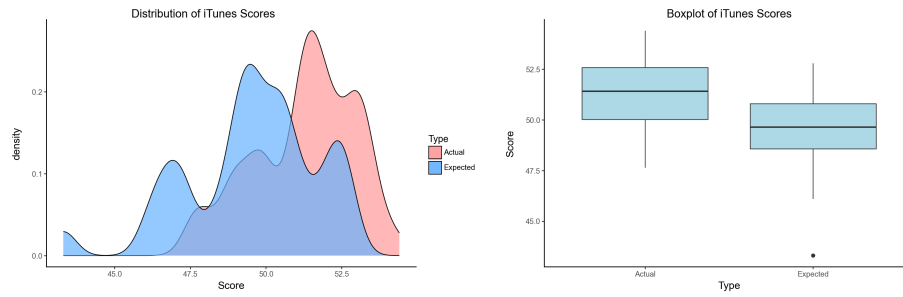 Distribution of iTunes Scores
density
0.2
0.1
0.0
45.0
47.5
50.0
52.5
Score
Type
Actual
Expected
Boxplot of iTunes Scores
Score
52.5
50.0
47.5
45.0
Actual
Expected
Type